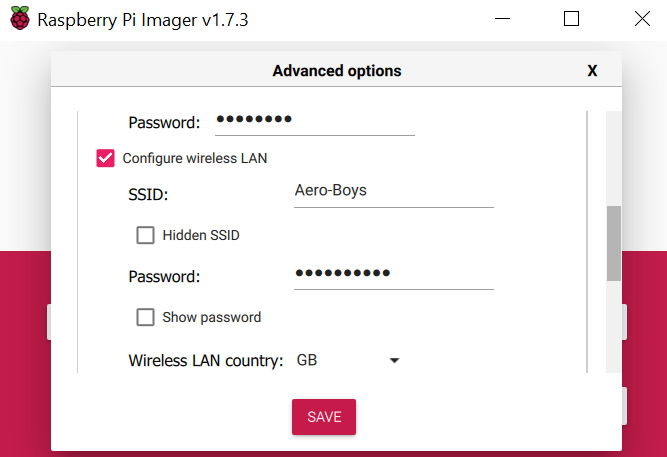 Raspberry Pi Imager v1.7.3
Advanced options X
Password: ••••••••
Configure wireless LAN
SSID: Aero-Boys
Hidden SSID
Password: ••••••••••
Show password
Wireless LAN country: GB
SAVE